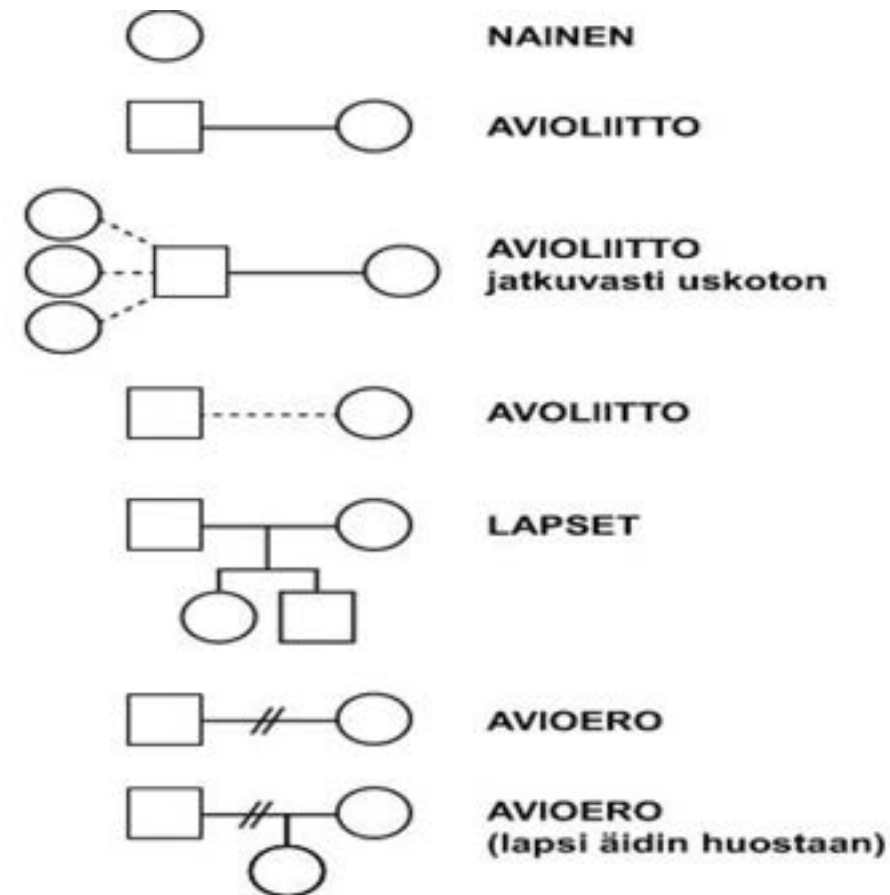 NAINEN
AVIOLIITTO
AVIOLIITTO
jatkuvasti uskoton
AVOLIITTO
LAPSET
AVIOERO
AVIOERO
(lapsi äidin huostaan)